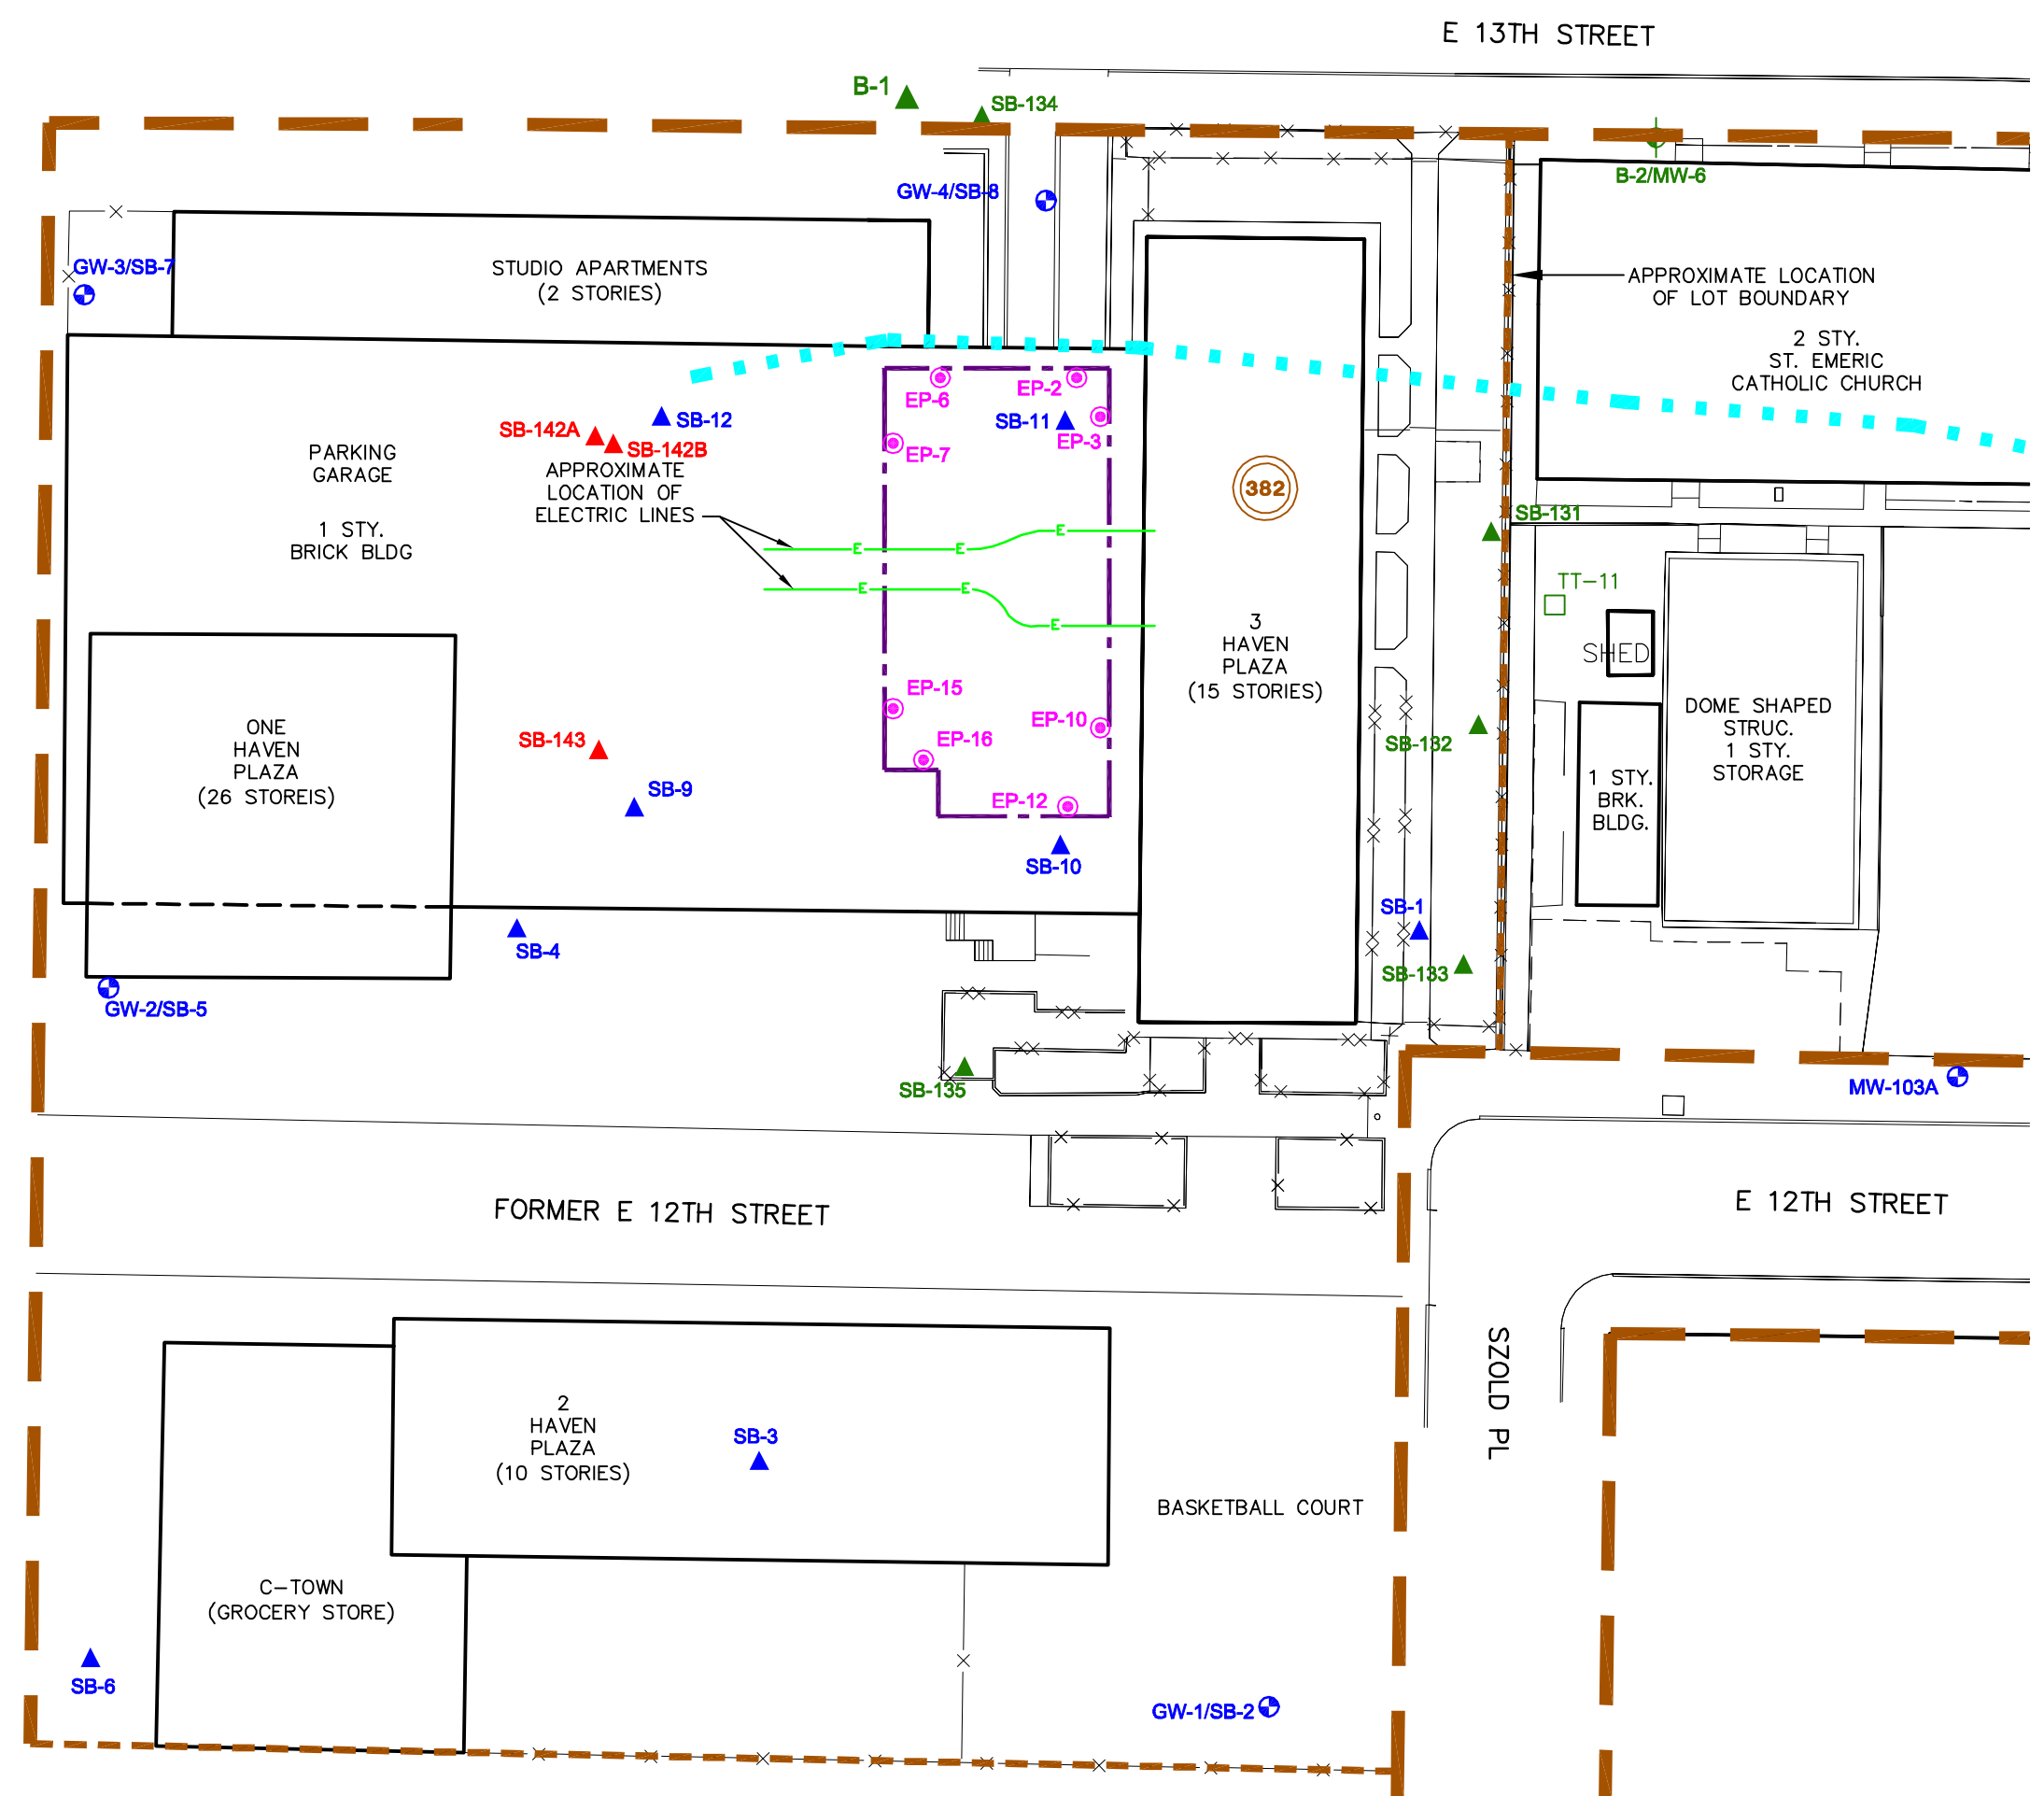 E 13TH STREET
B-1
SB-134
B-2/MW-6
GW-4/SB-8
GW-3/SB-7
STUDIO APARTMENTS
(2 STORIES)
APPROXIMATE LOCATION
OF LOT BOUNDARY
2 STY.
ST. EMERIC
CATHOLIC CHURCH
EP-6
EP-2
SB-12
SB-11
EP-3
SB-142A
SB-142B
EP-7
PARKING
GARAGE
1 STY.
BRICK BLDG
APPROXIMATE
LOCATION OF
ELECTRIC LINES
382
SB-131
E
E
E
E
E
E
TT-11
SHED
3
HAVEN
PLAZA
(15 STORIES)
EP-15
EP-10
EP-16
EP-12
SB-132
DOME SHAPED
STRUC.
1 STY.
STORAGE
1 STY.
BRK.
BLDG.
ONE
HAVEN
PLAZA
(26 STOREIS)
SB-143
SB-9
SB-10
SB-1
SB-4
SB-133
GW-2/SB-5
SB-135
MW-103A
FORMER E 12TH STREET
E 12TH STREET
SZOLD PL
2
HAVEN
PLAZA
(10 STORIES)
SB-3
BASKETBALL COURT
C-TOWN
(GROCERY STORE)
SB-6
GW-1/SB-2